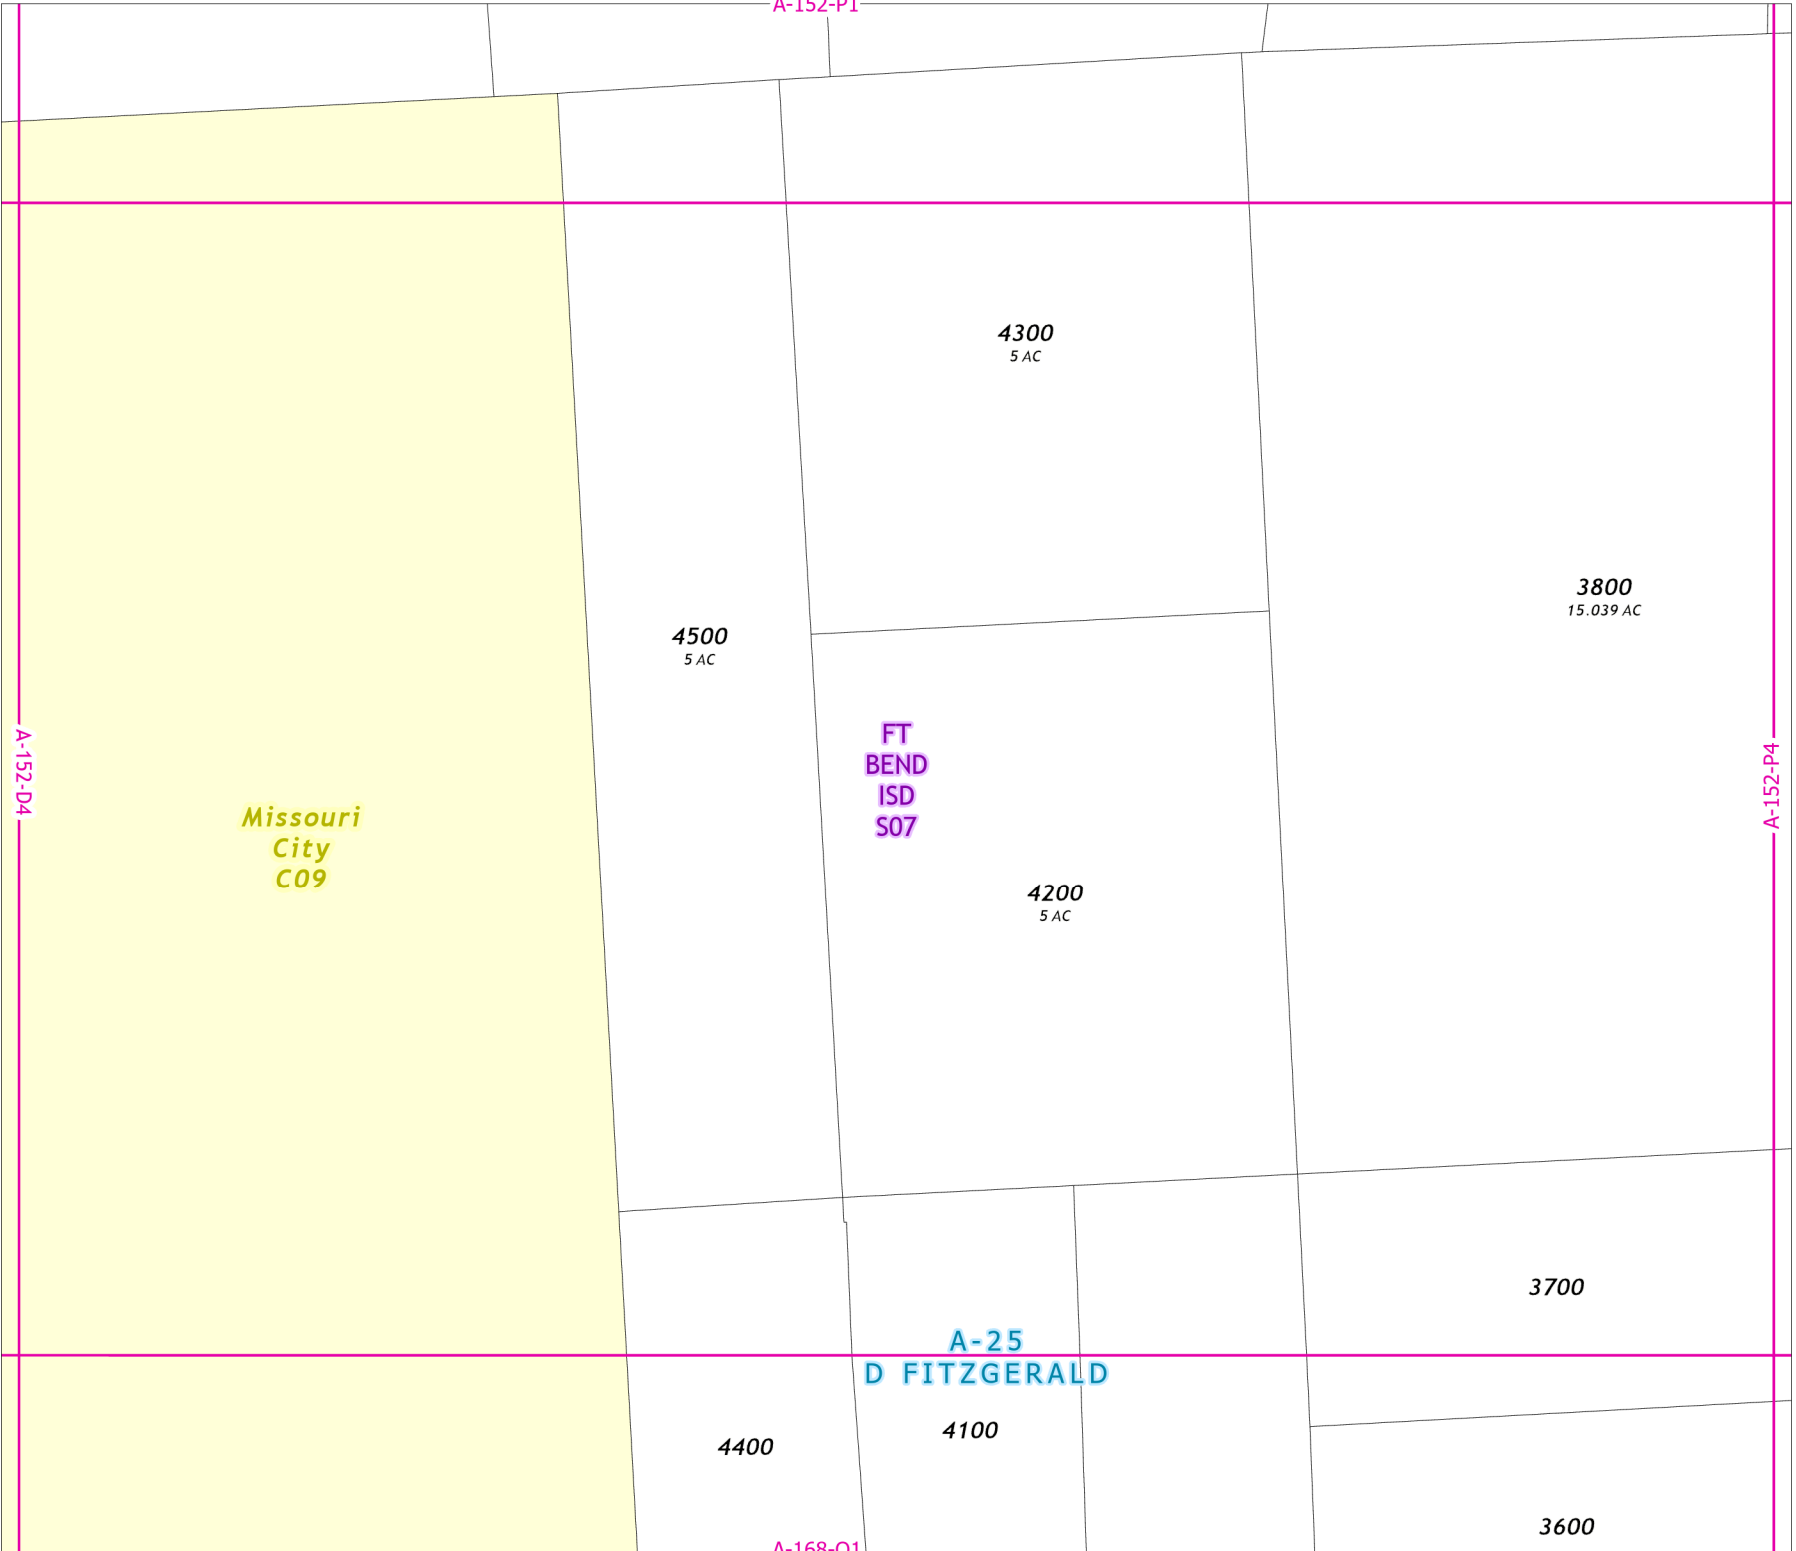 A-152-P1
4300
5 AC
3800
15.039 AC
4500
5 AC
FT
BEND
ISD
S07
A-152-D4
A-152-P4
Missouri
City
C09
4200
5 AC
3700
A-25
D FITZGERALD
4100
4400
3600
A-168-O1